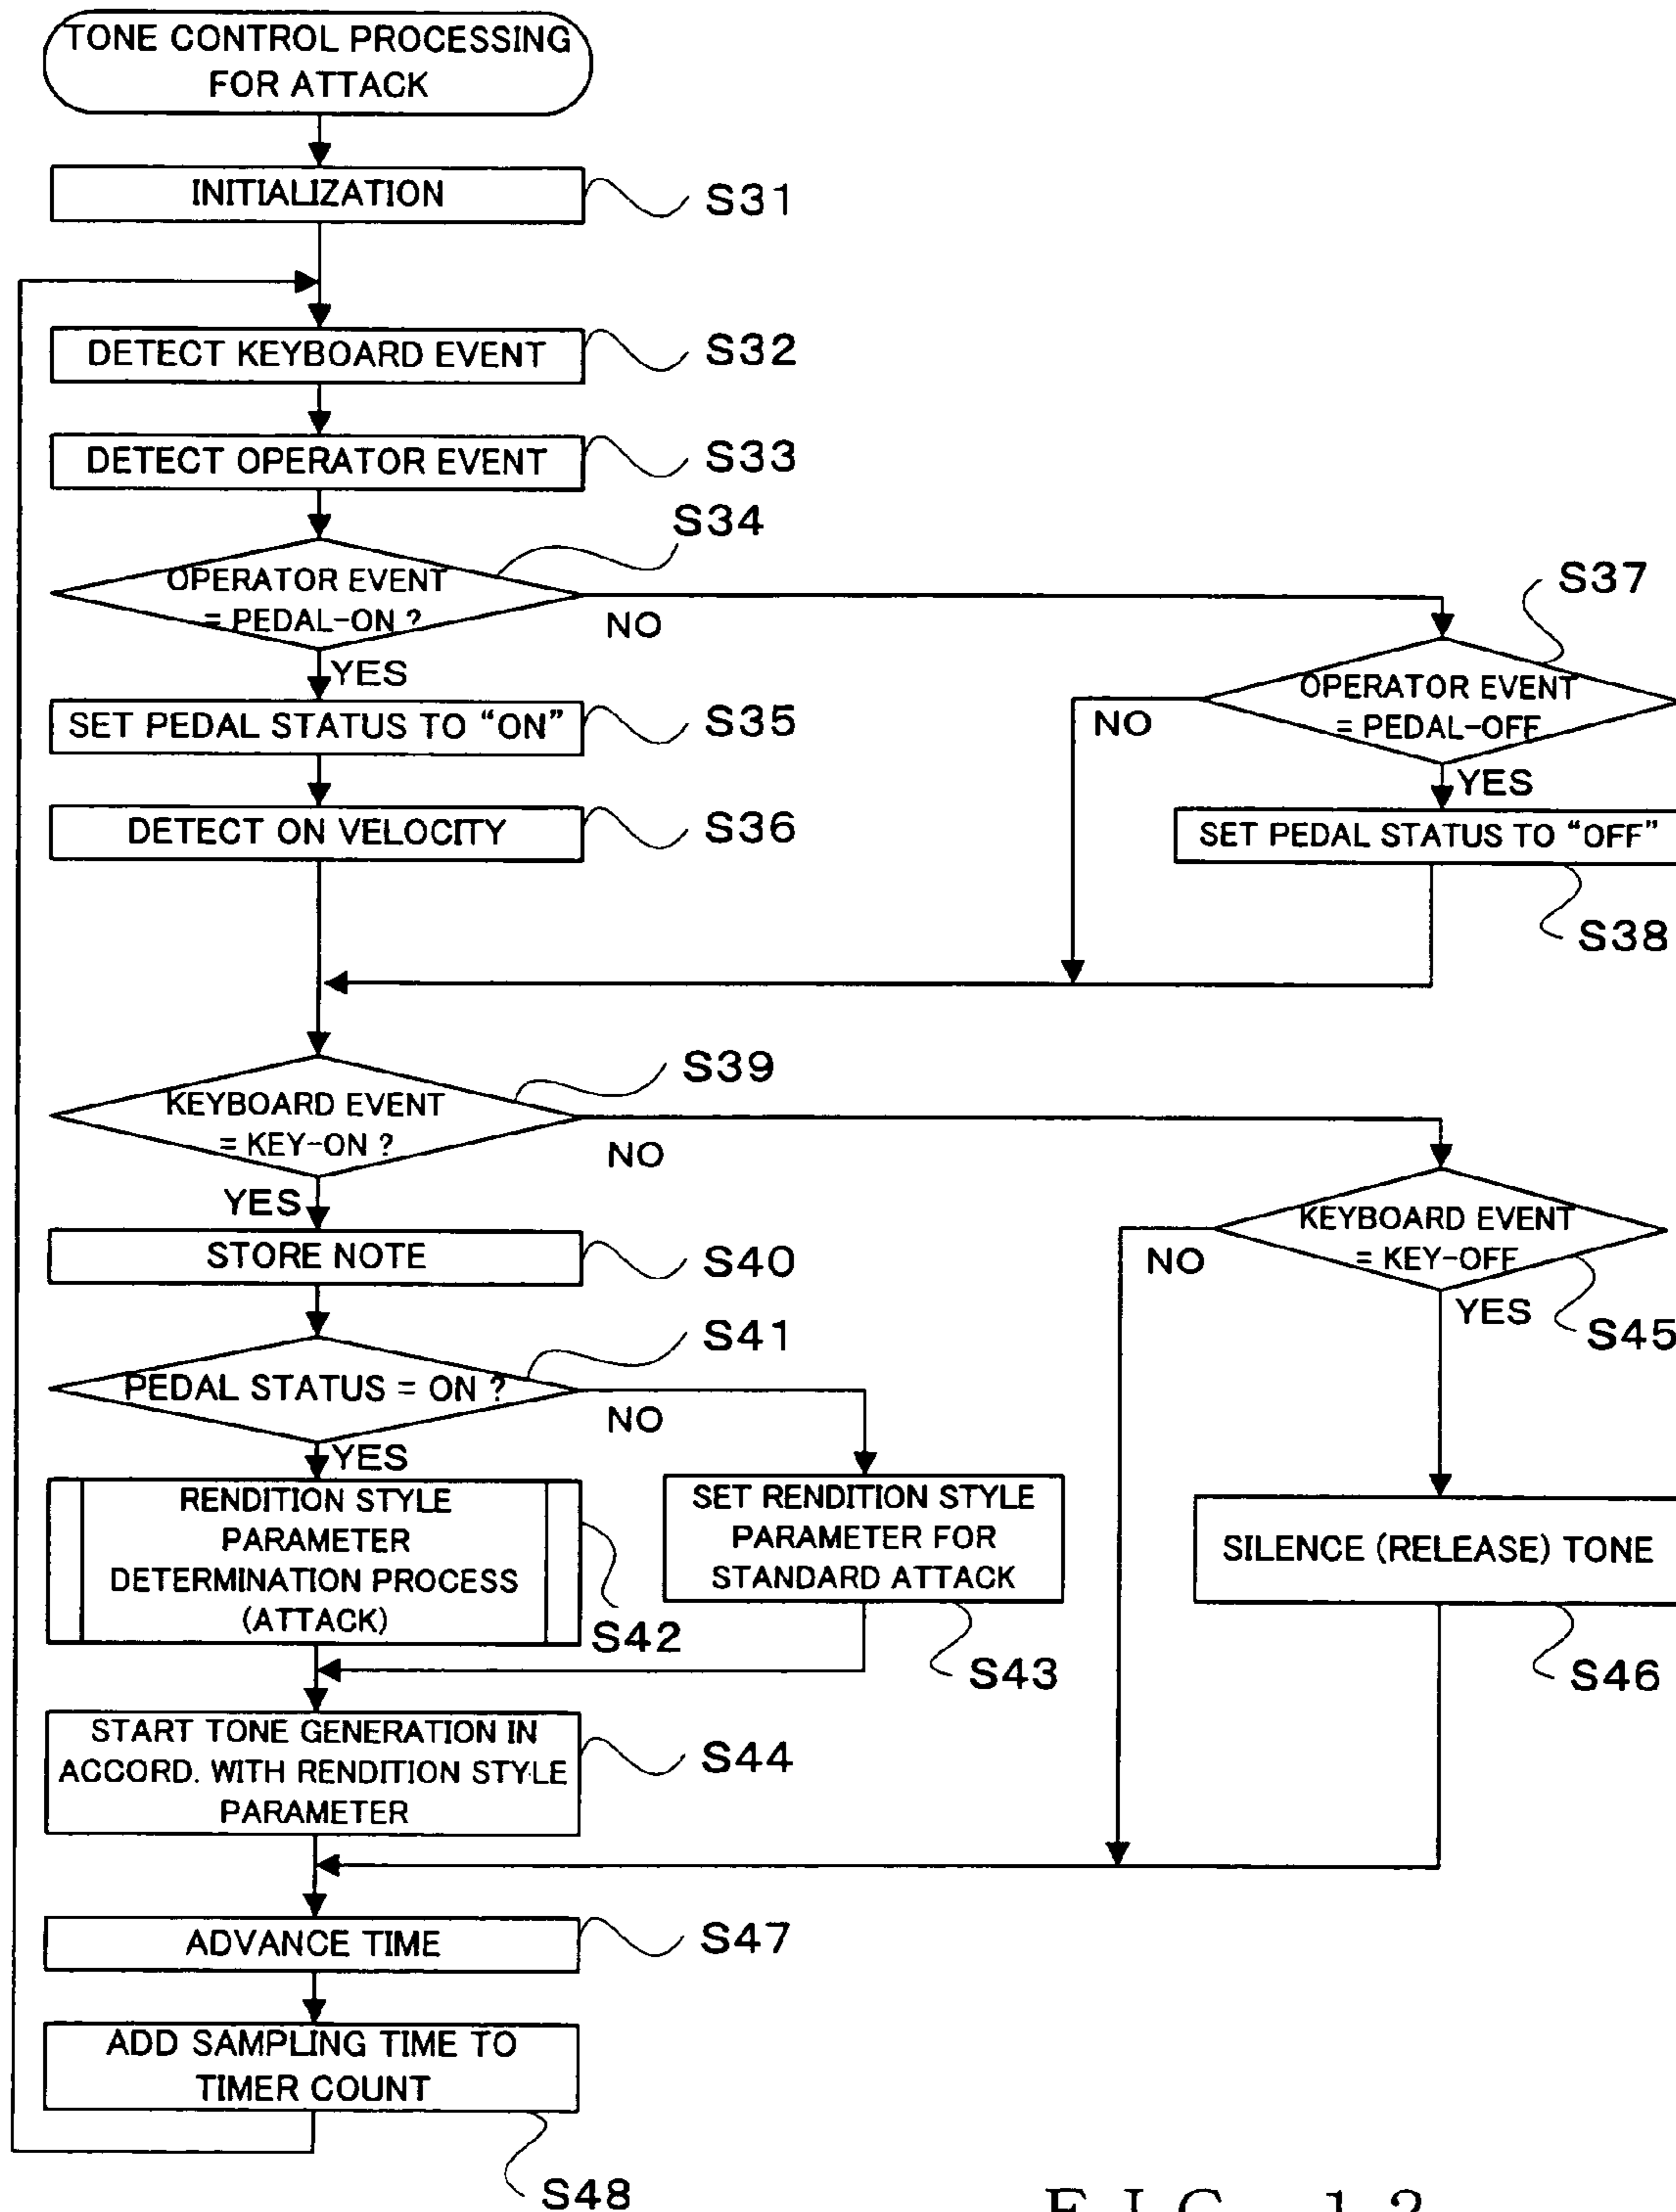 TONE CONTROL PROCESSING
FOR ATTACK
INITIALIZATION
S31
DETECT KEYBOARD EVENT
S32
DETECT OPERATOR EVENT
S33
S34
OPERATOR EVENT
= PEDAL-ON ?
NO
YES
S37
OPERATOR EVENT
= PEDAL-OFF
NO
YES
SET PEDAL STATUS TO “ON”
S35
DETECT ON VELOCITY
S36
SET PEDAL STATUS TO “OFF”
S38
S39
KEYBOARD EVENT
= KEY-ON ?
NO
YES
STORE NOTE
S40
KEYBOARD EVENT
= KEY-OFF
NO
YES
S45
S41
PEDAL STATUS = ON ?
NO
YES
RENDITION STYLE
PARAMETER
DETERMINATION PROCESS
(ATTACK)
S42
SET RENDITION STYLE
PARAMETER FOR
STANDARD ATTACK
S43
SILENCE (RELEASE) TONE
S46
START TONE GENERATION IN
ACCORD. WITH RENDITION STYLE
PARAMETER
S44
ADVANCE TIME
S47
ADD SAMPLING TIME TO
TIMER COUNT
S48